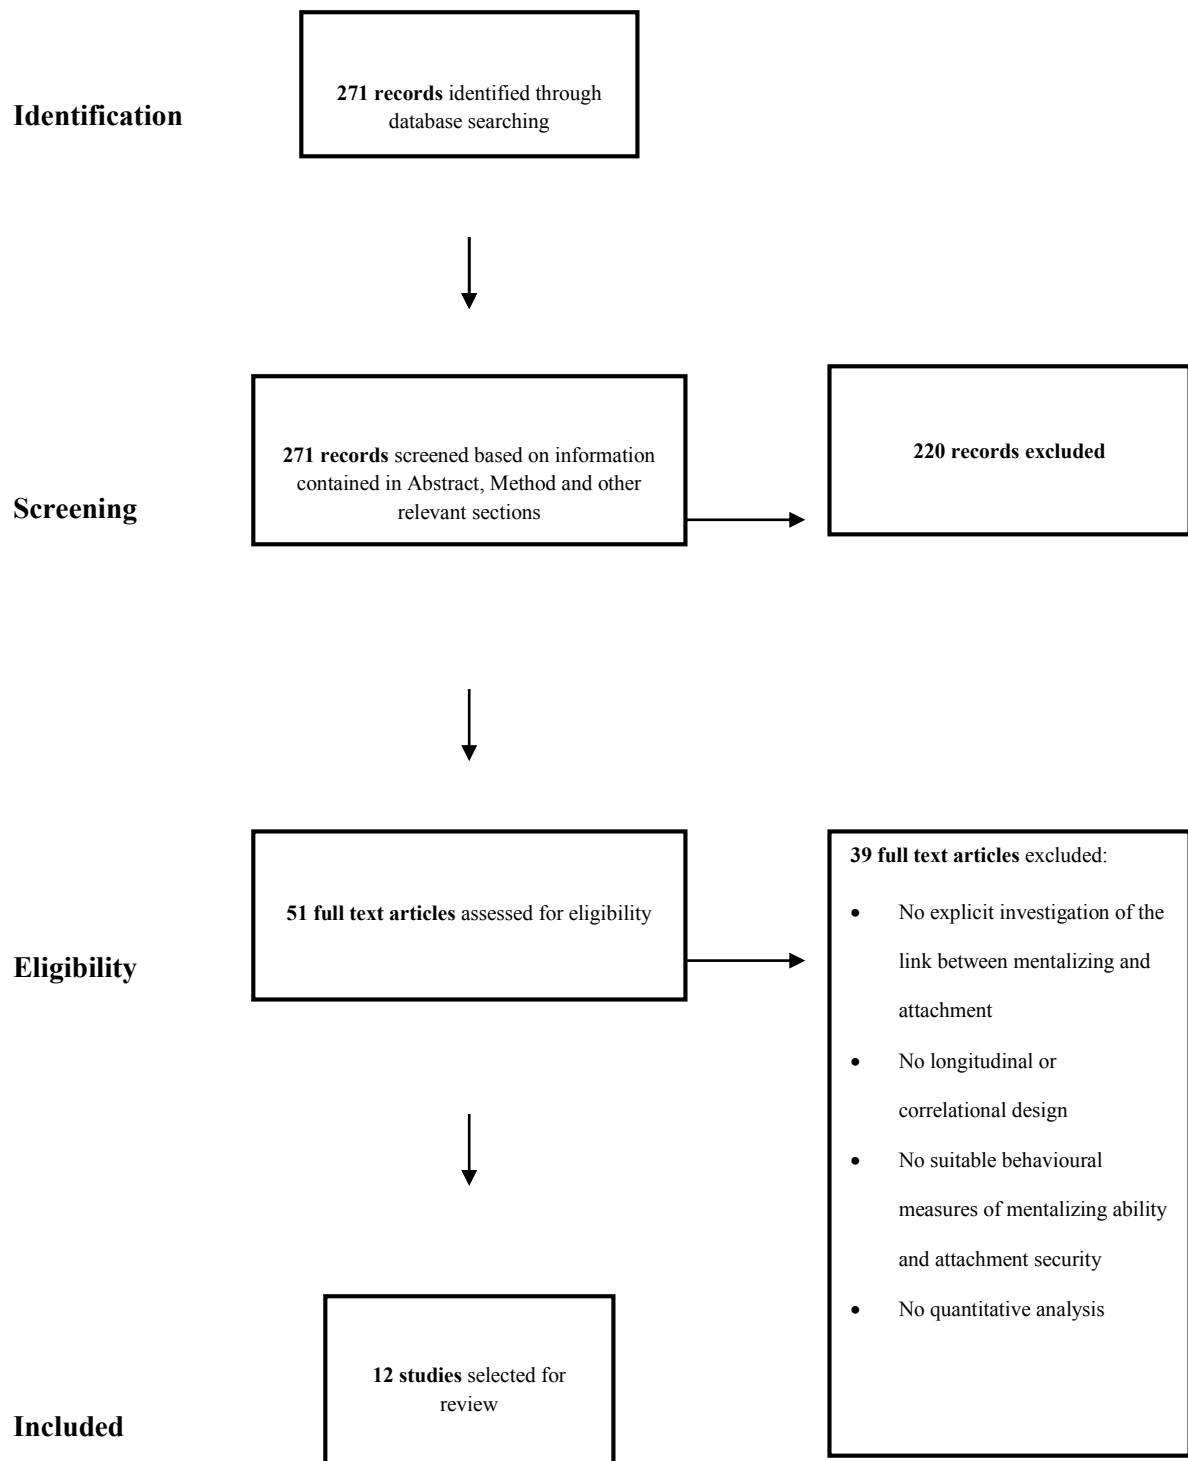 Identification
271 records identified through
database searching
Screening
271 records screened based on information
contained in Abstract, Method and other
relevant sections
220 records excluded
Eligibility
51 full text articles assessed for eligibility
39 full text articles excluded:
• No explicit investigation of the
link between mentalizing and
attachment
• No longitudinal or
correlational design
• No suitable behavioural
measures of mentalizing ability
and attachment security
• No quantitative analysis
Included
12 studies selected for
review